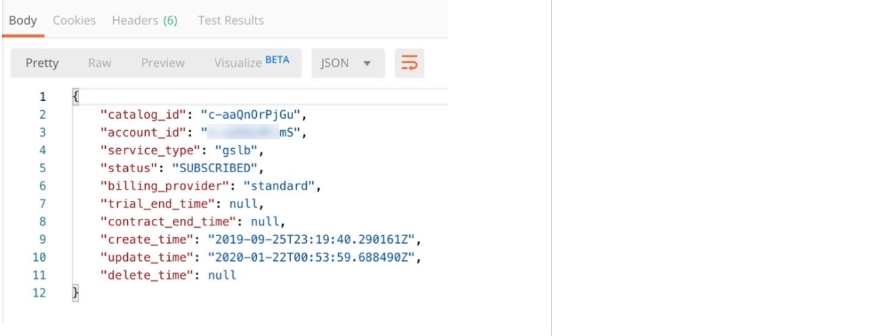 Body Cookies Headers (6) Test Results
Pretty Raw Preview Visualize BETA JSON
1 {
2 "catalog_id": "c-aaQnOrPjGu",
3 "account_id": " mS",
4 "service_type": "gslb",
5 "status": "SUBSCRIBED",
6 "billing_provider": "standard",
7 "trial_end_time": null,
8 "contract_end_time": null,
9 "create_time": "2019-09-25T23:19:40.290161Z",
10 "update_time": "2020-01-22T00:53:59.688490Z",
11 "delete_time": null
12 }